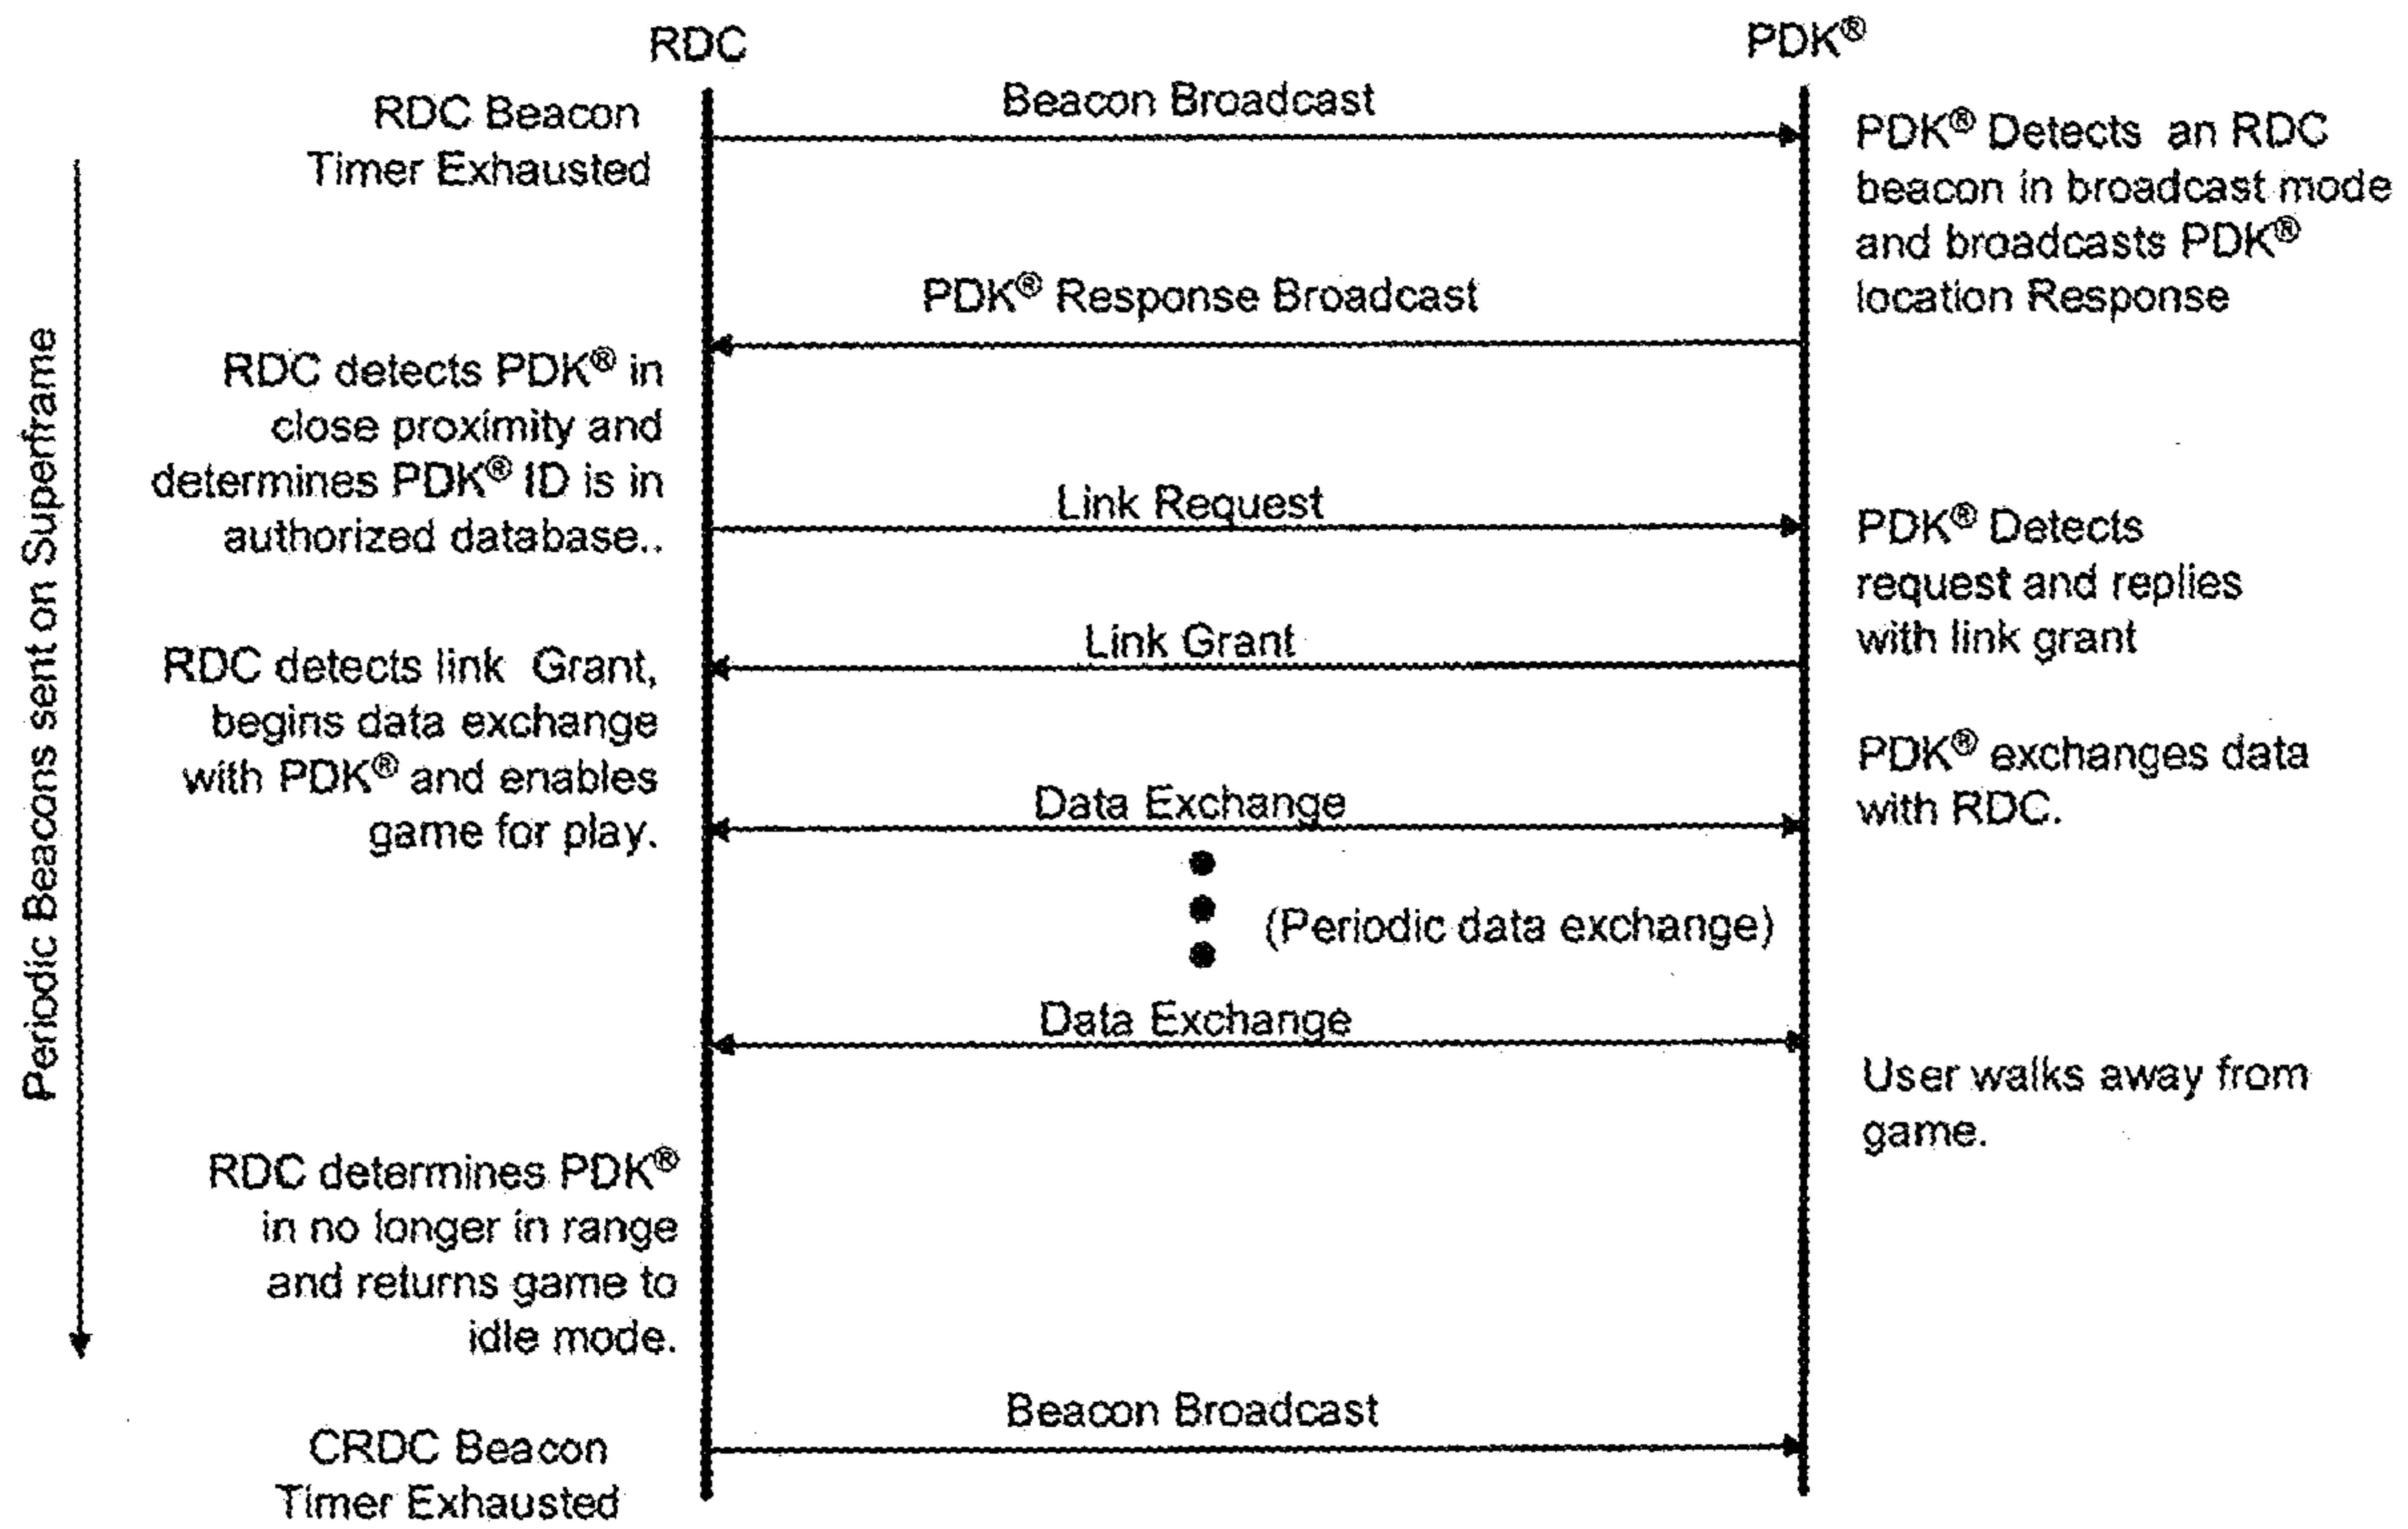 RDC
PDK®
RDC Beacon
Timer Exhausted
Beacon Broadcast
PDK® Detects an RDC
beacon in broadcast mode
and broadcasts PDK®
location Response
PDK® Response Broadcast
RDC detects PDK® in
close proximity and
determines PDK® ID is in
authorized database..
Link Request
PDK® Detects
request and replies
with link grant
Link Grant
RDC detects link Grant,
begins data exchange
with PDK® and enables
game for play.
PDK® exchanges data
with RDC.
Data Exchange
(Periodic data exchange)
Data Exchange
User walks away from
game.
RDC determines PDK®
in no longer in range
and returns game to
idle mode.
Beacon Broadcast
CRDC Beacon
Timer Exhausted
Periodic Beacons sent on Superframe